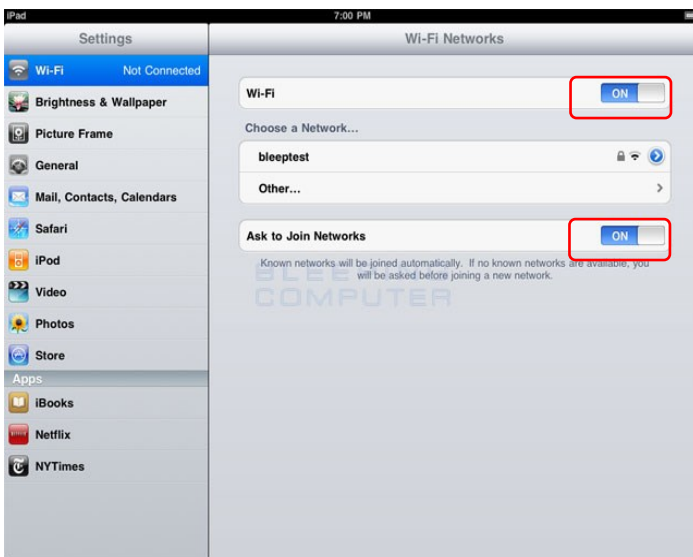 iPad 7:00 PM
Settings
Wi-Fi Networks
Wi-Fi Not Connected
Brightness & Wallpaper
Picture Frame
General
Mail, Contacts, Calendars
Safari
iPod
Video
Photos
Store
Apps
iBooks
Netflix
NYTimes
Wi-Fi ON
Choose a Network...
bleeptest
Other...
Ask to Join Networks ON
Known networks will be joined automatically. If no known networks are available, you
will be asked before joining a new network.
COMPUTER